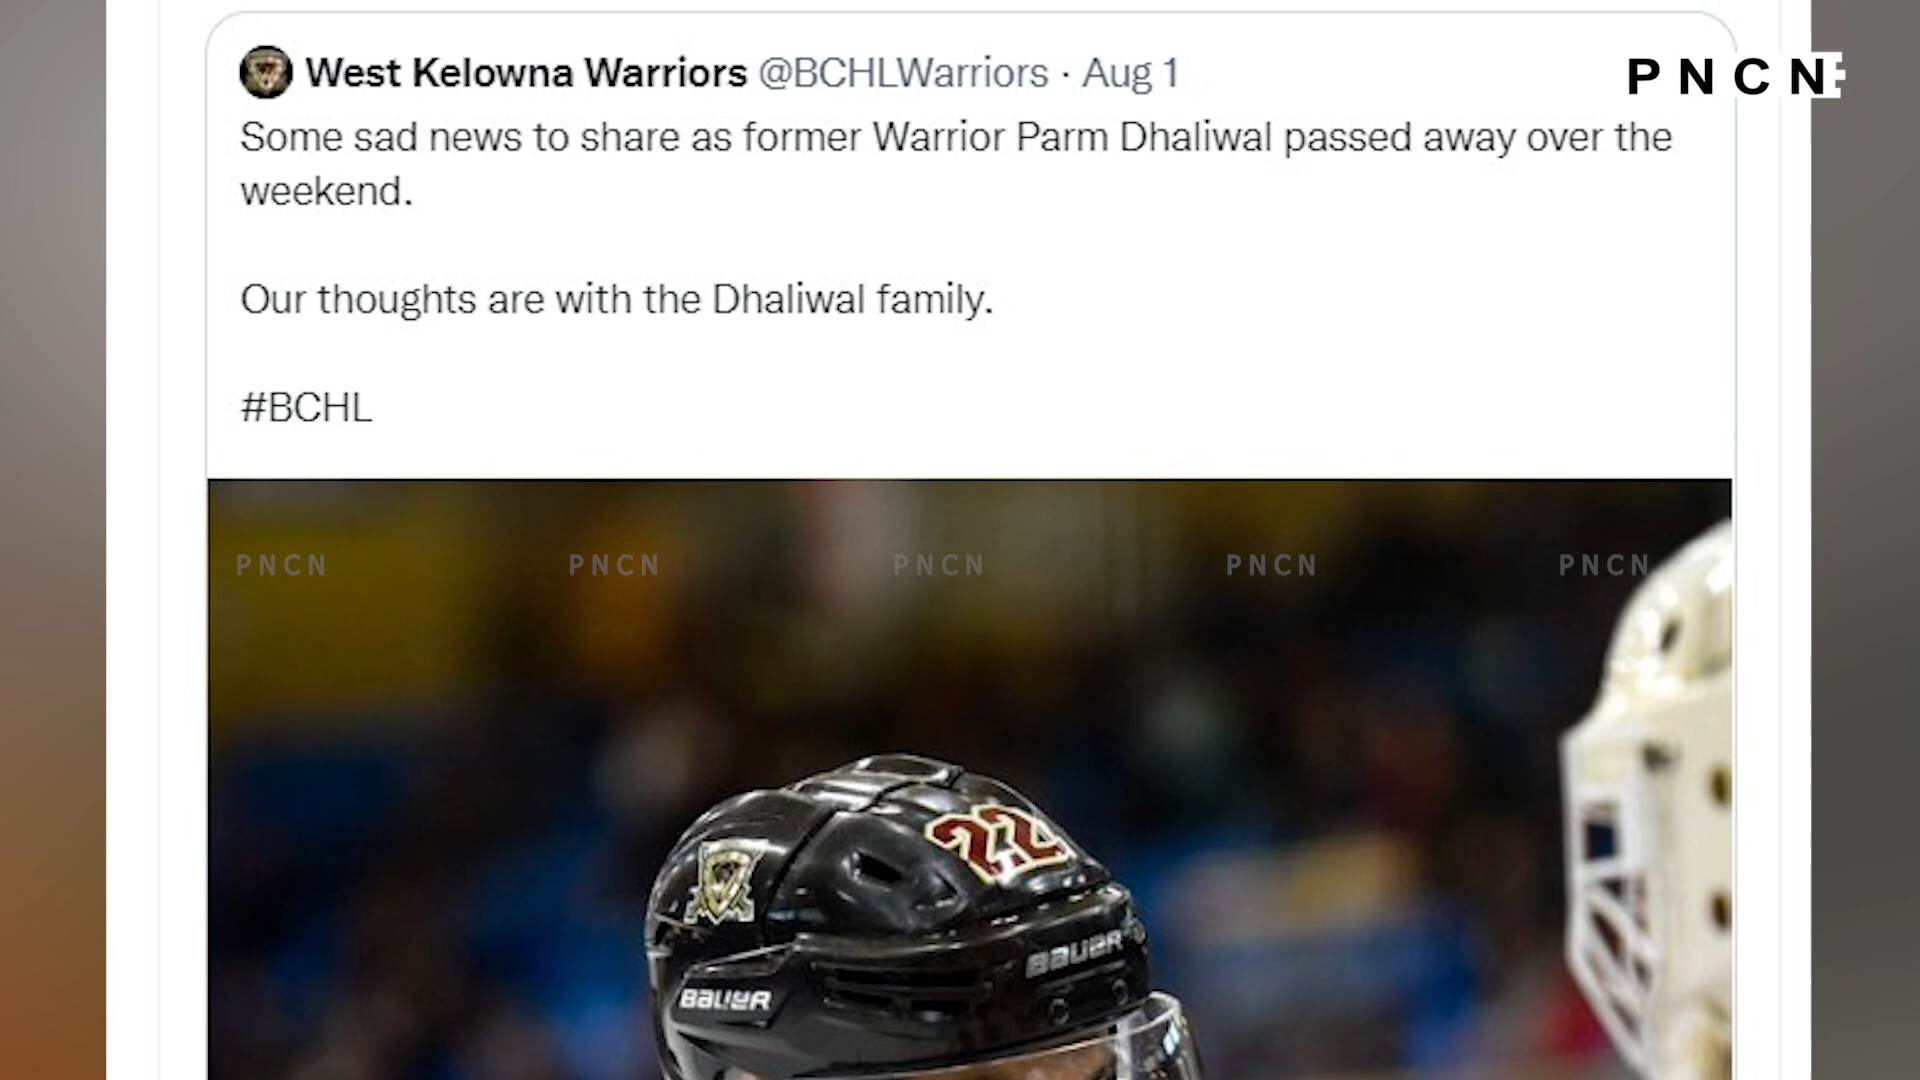 West Kelowna Warriors @BCHLWarriors · Aug 1
PNCN
Some sad news to share as former Warrior Parm Dhaliwal passed away over the
weekend.
Our thoughts are with the Dhaliwal family.
#BCHL
PNCN PNCN PNCN PNCN PNCN
22
BAUER
BAUER